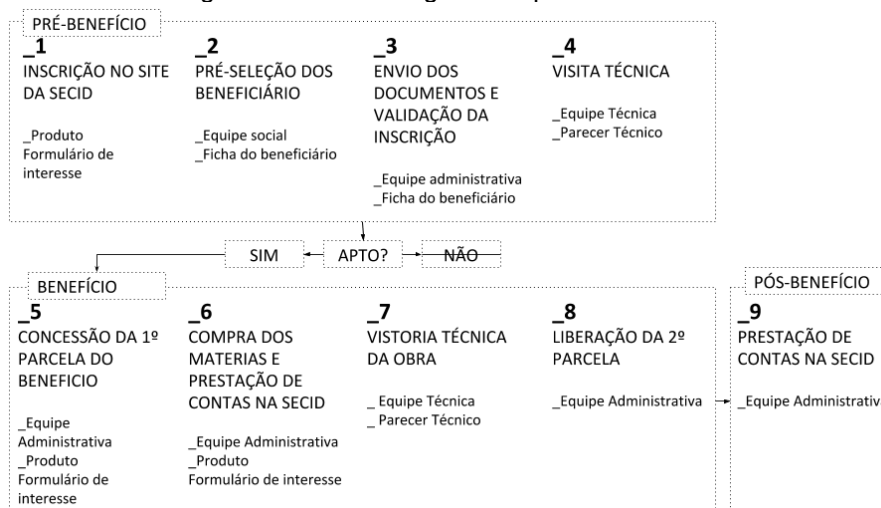 PRÉ-BENEFÍCIO
_1
INSCRIÇÃO NO SITE
DA SECID
_Produto
Formulário de
interesse
_2
PRÉ-SELEÇÃO DOS
BENEFICIÁRIO
_Equipe social
_Ficha do beneficiário
_3
ENVIO DOS
DOCUMENTOS E
VALIDAÇÃO DA
INSCRIÇÃO
_Equipe administrativa
_Ficha do beneficiário
_4
VISITA TÉCNICA
_Equipe Técnica
_Parecer Técnico
SIM
APTO?
NÃO
BENEFÍCIO
_5
CONCESSÃO DA 1º
PARCELA DO
BENEFICIO
_Equipe
Administrativa
_Produto
Formulário de
interesse
_6
COMPRA DOS
MATERIAS E
PRESTAÇÃO DE
CONTAS NA SECID
_Equipe Administrativa
_Produto
Formulário de interesse
_7
VISTORIA TÉCNICA
DA OBRA
_ Equipe Técnica
_ Parecer Técnico
_8
LIBERAÇÃO DA 2º
PARCELA
_Equipe Administrativa
PÓS-BENEFÍCIO
_9
PRESTAÇÃO DE
CONTAS NA SECID
_Equipe Administrativ